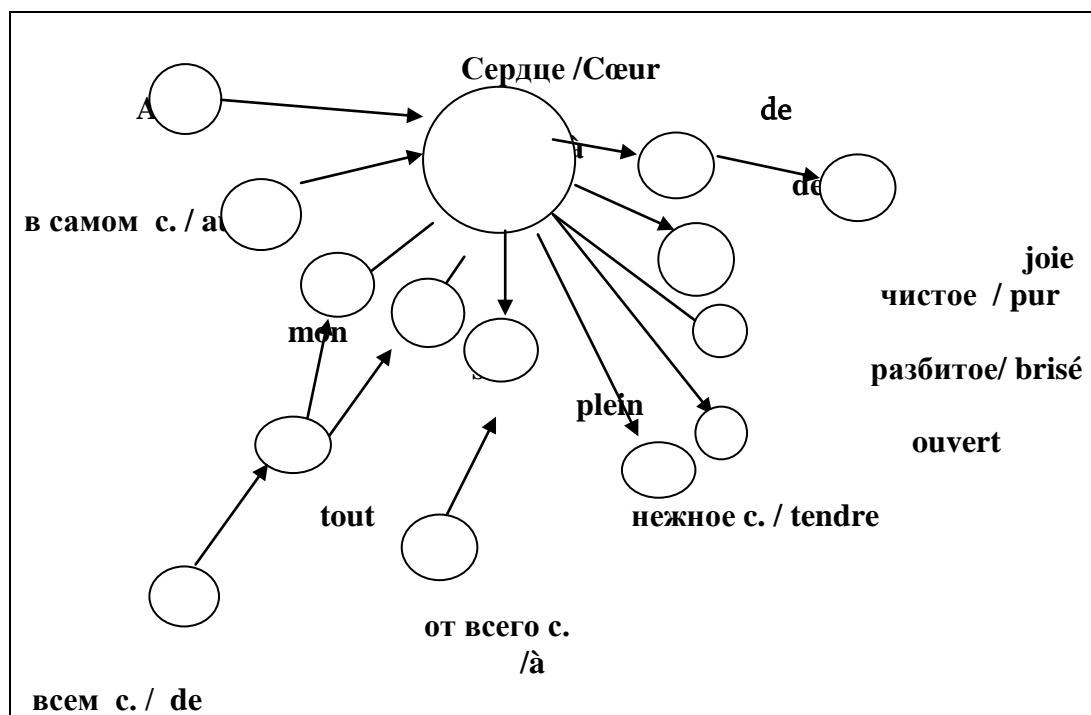 Сердце /Cœur
de
à
de
в самом с. /
joie
чистое / pur
mon
разбитое/ brisé
plein
ouvert
tout
нежное с. / tendre
от всего с.
/à
всем с. / de